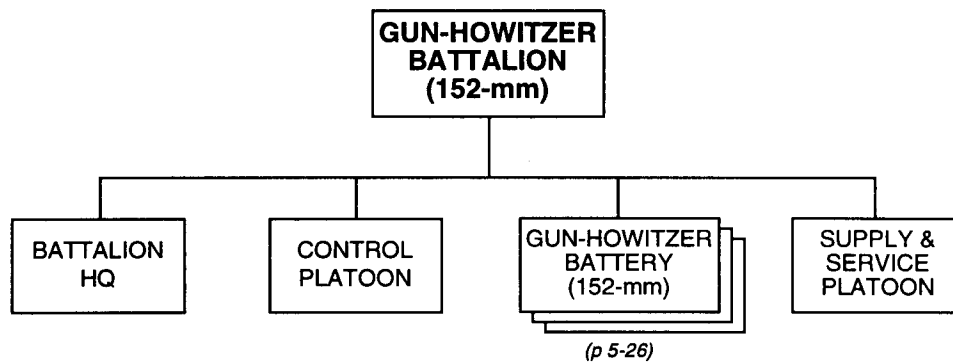 GUN-HOWITZER
BATTALION
(152-mm)
BATTALION
HQ
CONTROL
PLATOON
GUN-HOWITZER
BATTERY
(152-mm)
SUPPLY &
SERVICE
PLATOON
(p 5-26)